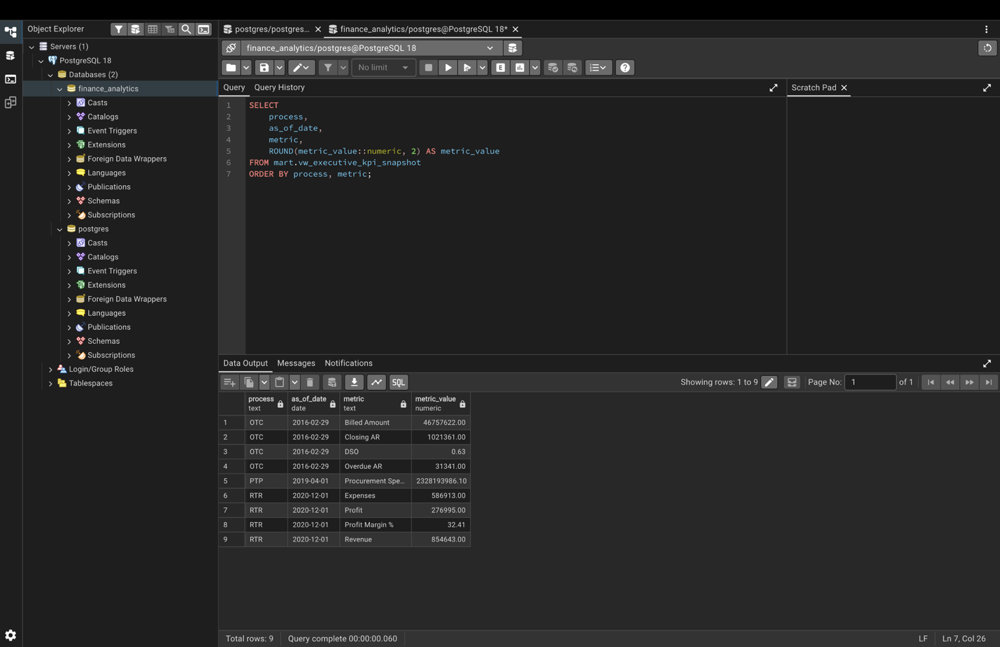 Object Explorer
Servers (1)
PostgreSQL 18
Databases (2)
finance_analytics
Casts
Catalogs
Event Triggers
Extensions
Foreign Data Wrappers
Languages
Publications
Schemas
Subscriptions
postgres
Casts
Catalogs
Event Triggers
Extensions
Foreign Data Wrappers
Languages
Publications
Schemas
Subscriptions
Login/Group Roles
Tablespaces
postgres/postgres...
finance_analytics/postgres@PostgreSQL 18*
finance_analytics/postgres@PostgreSQL 18
No limit
E
Query Query History
Scratch Pad
1 SELECT
2 process,
3 as_of_date,
4 metric,
5 ROUND(metric_value::numeric, 2) AS metric_value
6 FROM mart.vw_executive_kpi_snapshot
7 ORDER BY process, metric;
Data Output Messages Notifications
SQL
Showing rows: 1 to 9
Page No: 1 of 1
process as_of_date metric metric_value
text date text numeric
1 OTC 2016-02-29 Billed Amount 46757622.00
2 OTC 2016-02-29 Closing AR 1021361.00
3 OTC 2016-02-29 DSO 0.63
4 OTC 2016-02-29 Overdue AR 31341.00
5 PTP 2019-04-01 Procurement Spe... 2328193986.10
6 RTR 2020-12-01 Expenses 586913.00
7 RTR 2020-12-01 Profit 276995.00
8 RTR 2020-12-01 Profit Margin % 32.41
9 RTR 2020-12-01 Revenue 854643.00
Total rows: 9 Query complete 00:00:00.060
LF Ln 7, Col 26